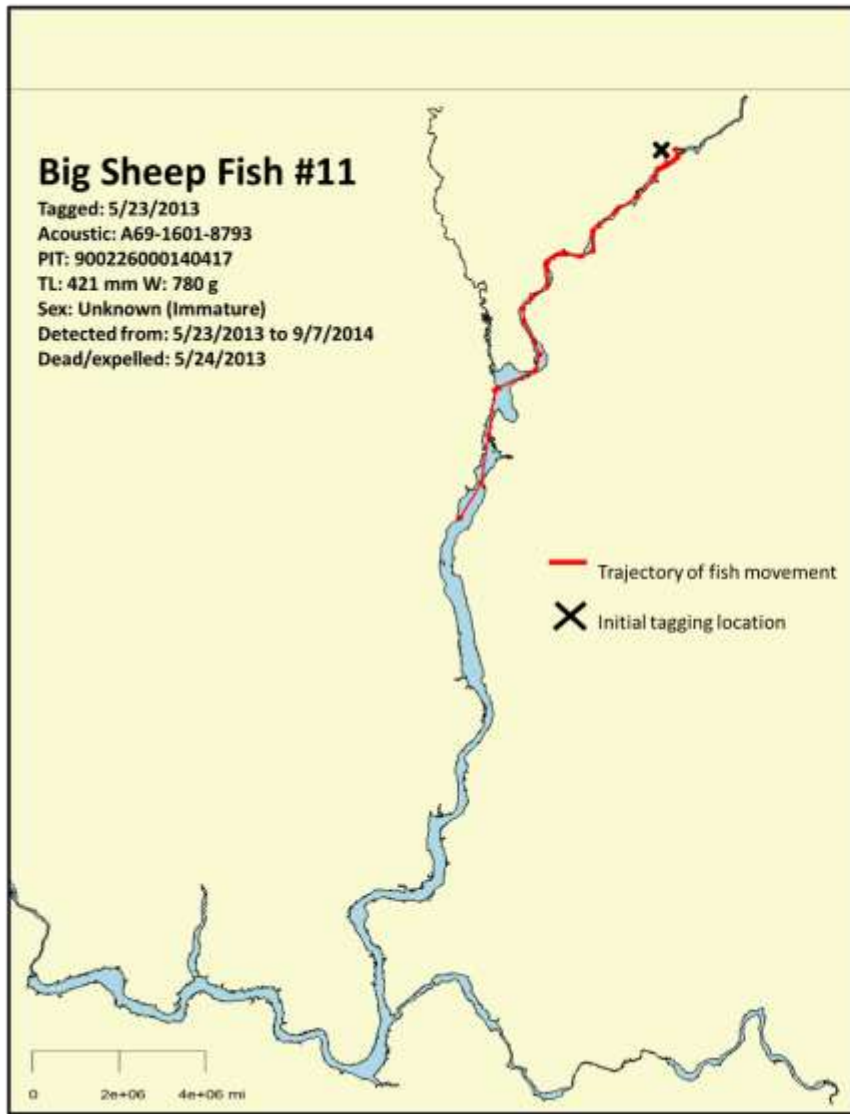 Big Sheep Fish #11
Tagged: 5/23/2013
Acoustic: A69-1601-8793
PIT: 900226000140417
TL: 421 mm W: 780 g
Sex: Unknown (Immature)
Detected from: 5/23/2013 to 9/7/2014
Dead/expelled: 5/24/2013
Trajectory of fish movement
Initial tagging location
0 2e+06 4e+06 mi